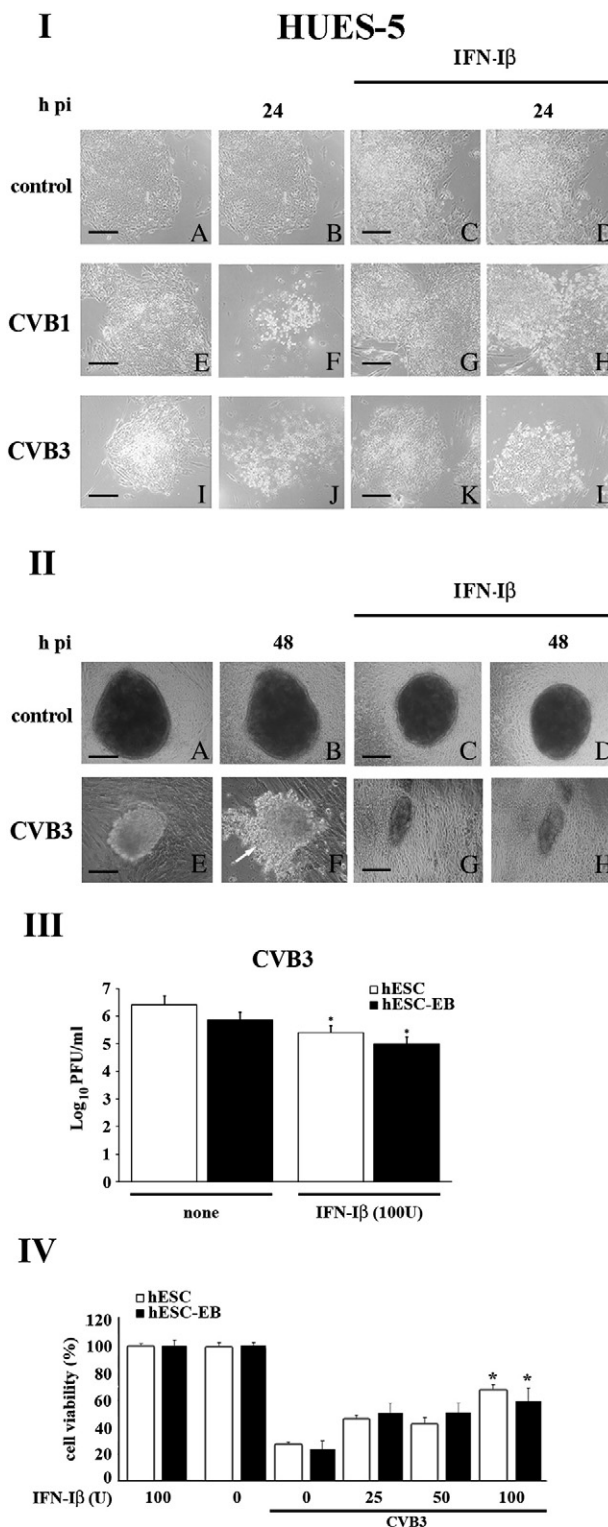 I
HUES-5
IFN-Iβ
h pi 24 24
control A B C D
CVB1 E F G H
CVB3 I J K L
II
IFN-Iβ
h pi 48 48
control A B C D
CVB3 E F G H
III
CVB3
hESC
hESC-EB
Log10 PFU/ml
7
6
5
4
3
2
1
0
* *
none IFN-Iβ (100U)
IV
hESC
hESC-EB
cell viability (%)
120
100
80
60
40
20
0
* *
IFN-Iβ (U) 100 0 0 25 50 100
CVB3